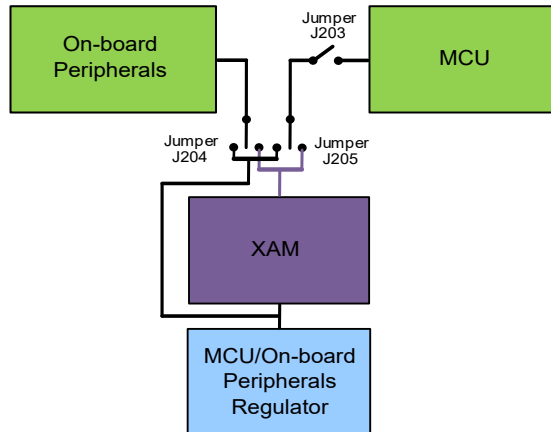 Jumper
J203
On-board
Peripherals
MCU
Jumper
J204
Jumper
J205
XAM
MCU/On-board
Peripherals
Regulator